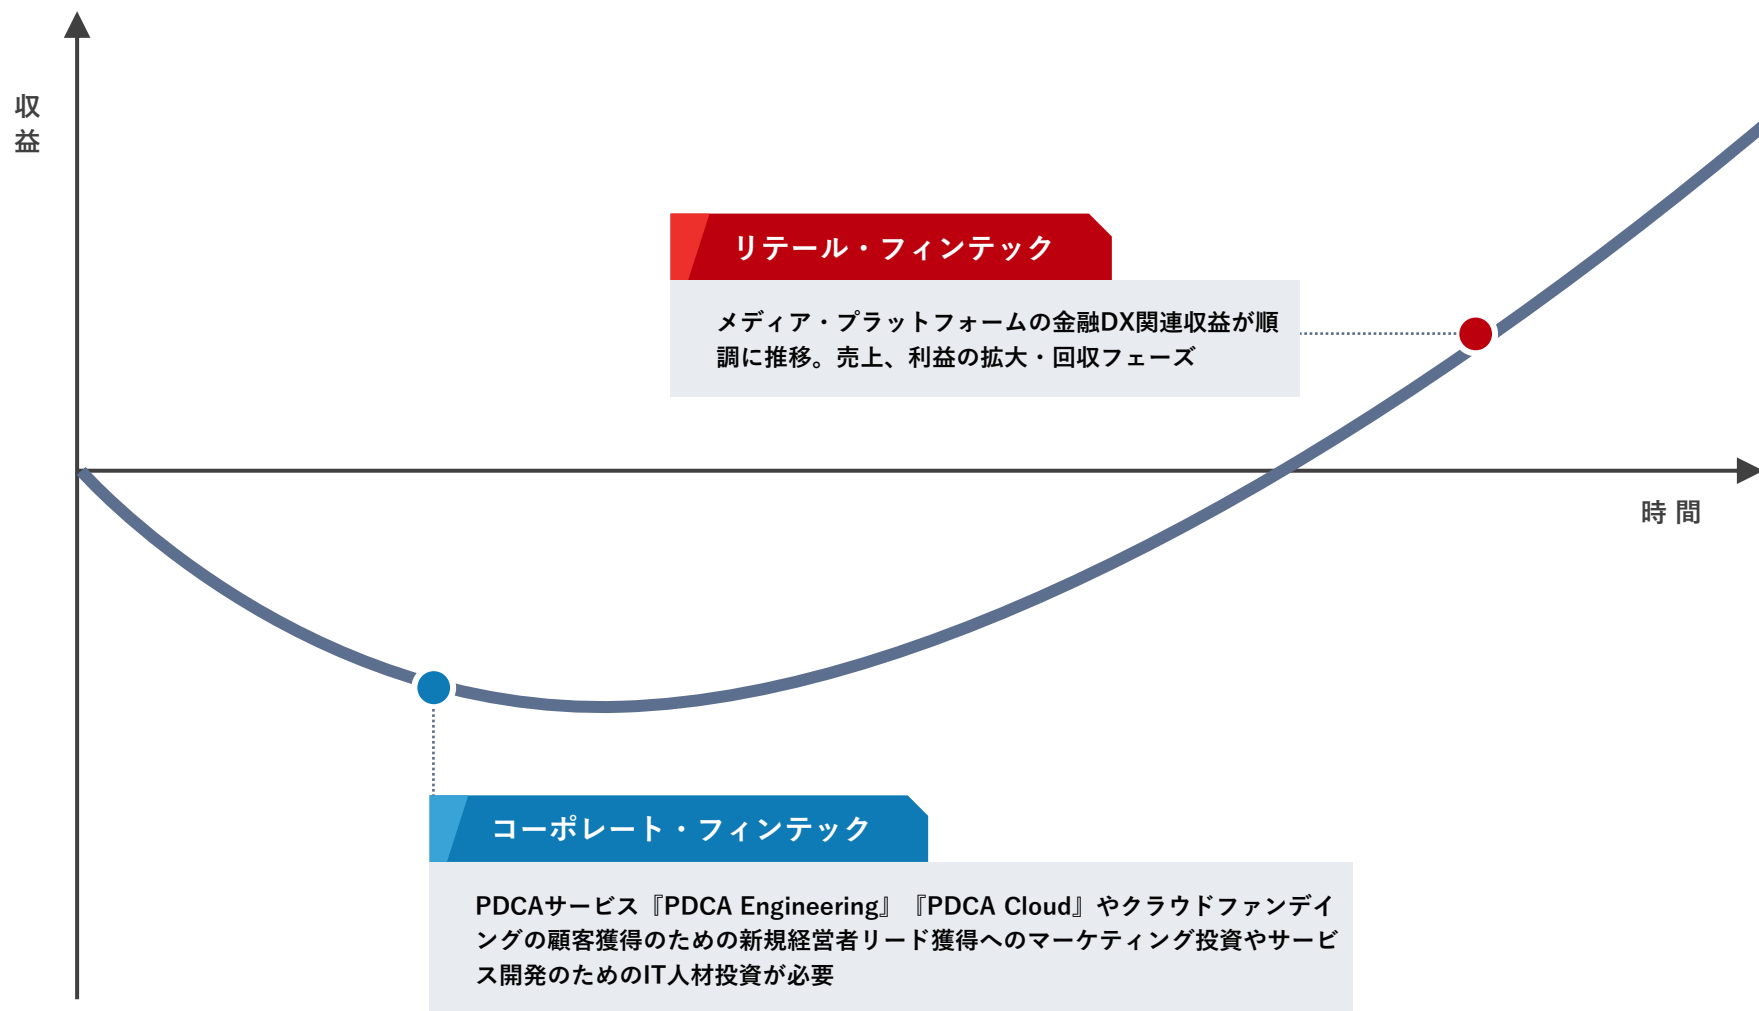 収益
リテール・フィンテック
メディア・プラットフォームの金融DX関連収益が順
調に推移。売上、利益の拡大・回収フェーズ
時間
コーポレート・フィンテック
PDCAサービス『PDCA Engineering』『PDCA Cloud』やクラウドファンデイ
ングの顧客獲得のための新規経営者リード獲得へのマーケティング投資やサービ
ス開発のためのIT人材投資が必要